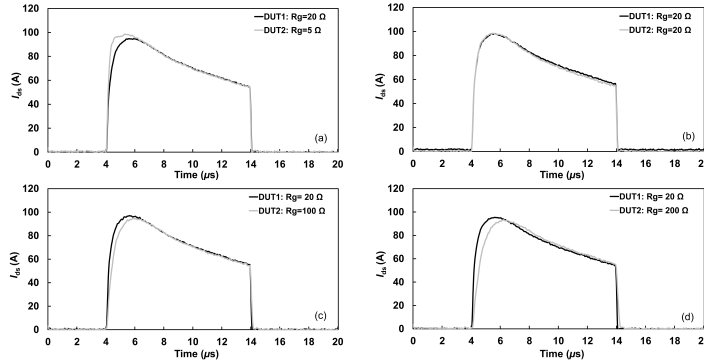 120
100
80
60
40
20
0
I_ds (A)
DUT1: Rg=20 Ω
DUT2: Rg=5 Ω
(a)
0 2 4 6 8 10 12 14 16 18 20
Time (µs)
120
100
80
60
40
20
0
I_ds (A)
DUT1: Rg=20 Ω
DUT2: Rg=20 Ω
(b)
0 2 4 6 8 10 12 14 16 18 20
Time (µs)
120
100
80
60
40
20
0
I_ds (A)
DUT1: Rg= 20 Ω
DUT2: Rg=100 Ω
(c)
0 2 4 6 8 10 12 14 16 18 20
Time (µs)
120
100
80
60
40
20
0
I_ds (A)
DUT1: Rg= 20 Ω
DUT2: Rg= 200 Ω
(d)
0 2 4 6 8 10 12 14 16 18 20
Time (µs)